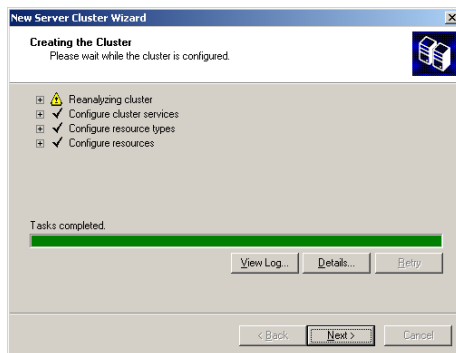 New Server Cluster Wizard
Creating the Cluster
Please wait while the cluster is configured.
Reanalyzing cluster
Configure cluster services
Configure resource types
Configure resources
Tasks completed.
View Log... Details... Retry
< Back Next > Cancel